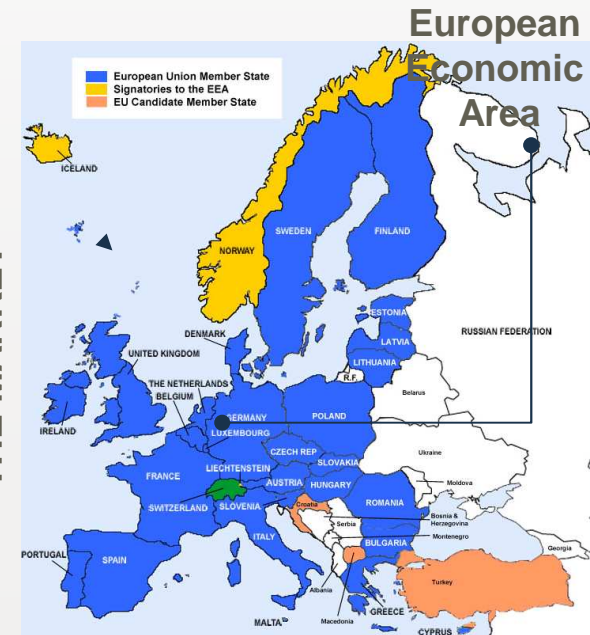 European
Economic
Area
European Union Member State
Signatories to the EEA
EU Candidate Member State
ICELAND
NORWAY
SWEDEN
FINLAND
ESTONIA
LATVIA
LITHUANIA
R.F.
RUSSIAN FEDERATION
DENMARK
UNITED KINGDOM
THE NETHERLANDS
BELGIUM
IRELAND
GERMANY
LUXEMBOURG
POLAND
Belarus
CZECH REP
SLOVAKIA
Ukraine
FRANCE
LIECHTENSTEIN
AUSTRIA
HUNGARY
Moldova
SWITZERLAND
SLOVENIA
Croatia
ROMANIA
Bosnia &
Herzegovina
Serbia
Montenegro
ITALY
BULGARIA
Georgia
PORTUGAL
SPAIN
Albania
Macedonia
Turkey
GREECE
MALTA
CYPRUS